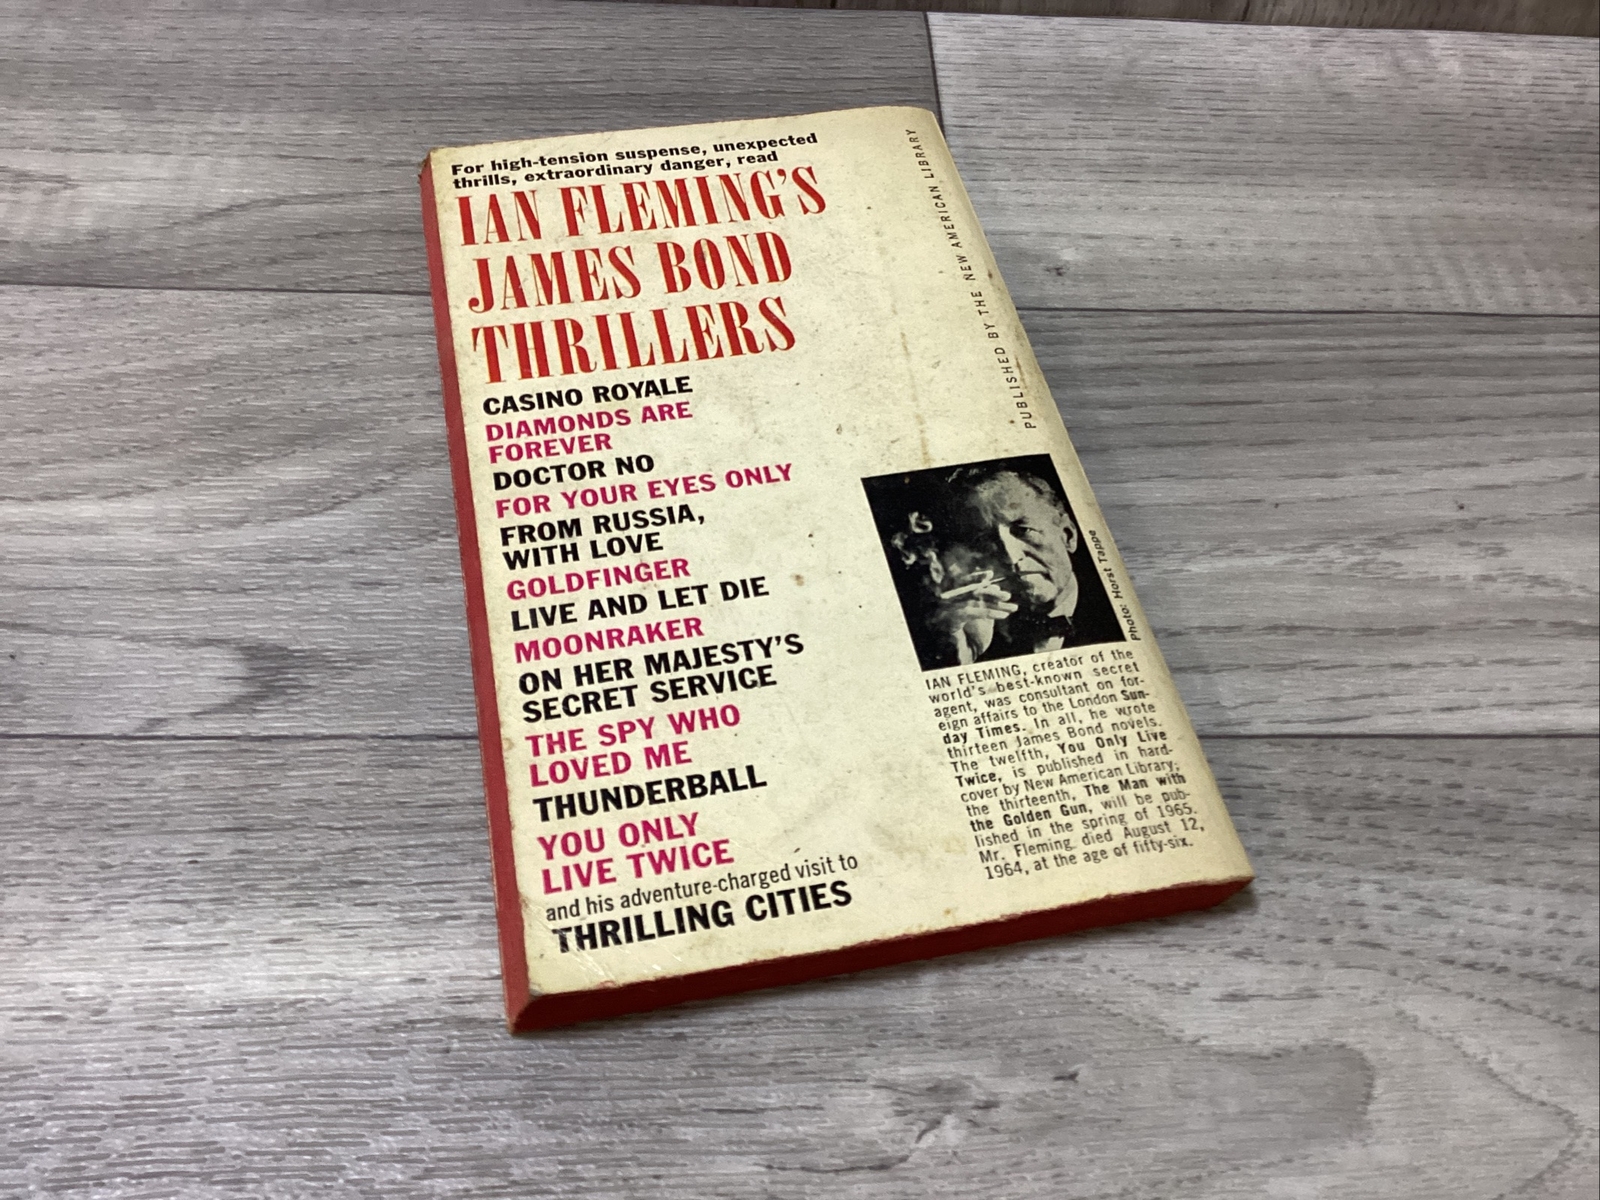 For high-tension suspense, unexpected
thrills, extraordinary danger, read
IAN FLEMING'S
JAMES BOND
THRILLERS
CASINO ROYALE
DIAMONDS ARE
FOREVER
DOCTOR NO
FOR YOUR EYES ONLY
FROM RUSSIA,
WITH LOVE
GOLDFINGER
LIVE AND LET DIE
MOONRAKER
ON HER MAJESTY'S
SECRET SERVICE
THE SPY WHO
LOVED ME
THUNDERBALL
YOU ONLY
LIVE TWICE
and his adventure-charged visit to
THRILLING CITIES
PUBLISHED BY THE NEW AMERICAN LIBRARY
Photo: Horst Tappe
IAN FLEMING, creator of the
world's best-known secret
agent, was consultant on for-
eign affairs to the London Sun-
day Times. In all, he wrote
thirteen James Bond novels.
The twelfth, You Only Live
Twice, is published in hard-
cover by New American Library;
the thirteenth, The Man with
the Golden Gun, will be pub-
lished in the spring of 1965.
Mr. Fleming died August 12,
1964, at the age of fifty-six.